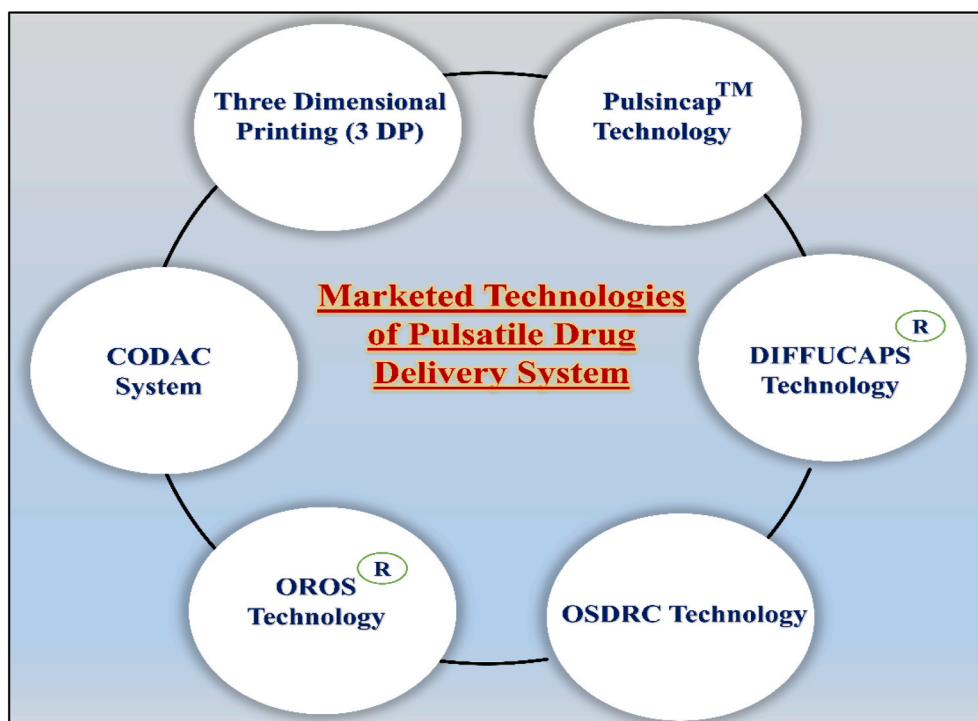 Three Dimensional
Printing (3 DP)
Pulsincap™
Technology
Marketed Technologies
of Pulsatile Drug
Delivery System
CODAC
System
R
DIFFUCAPS
Technology
OROS R
Technology
OSDRC Technology